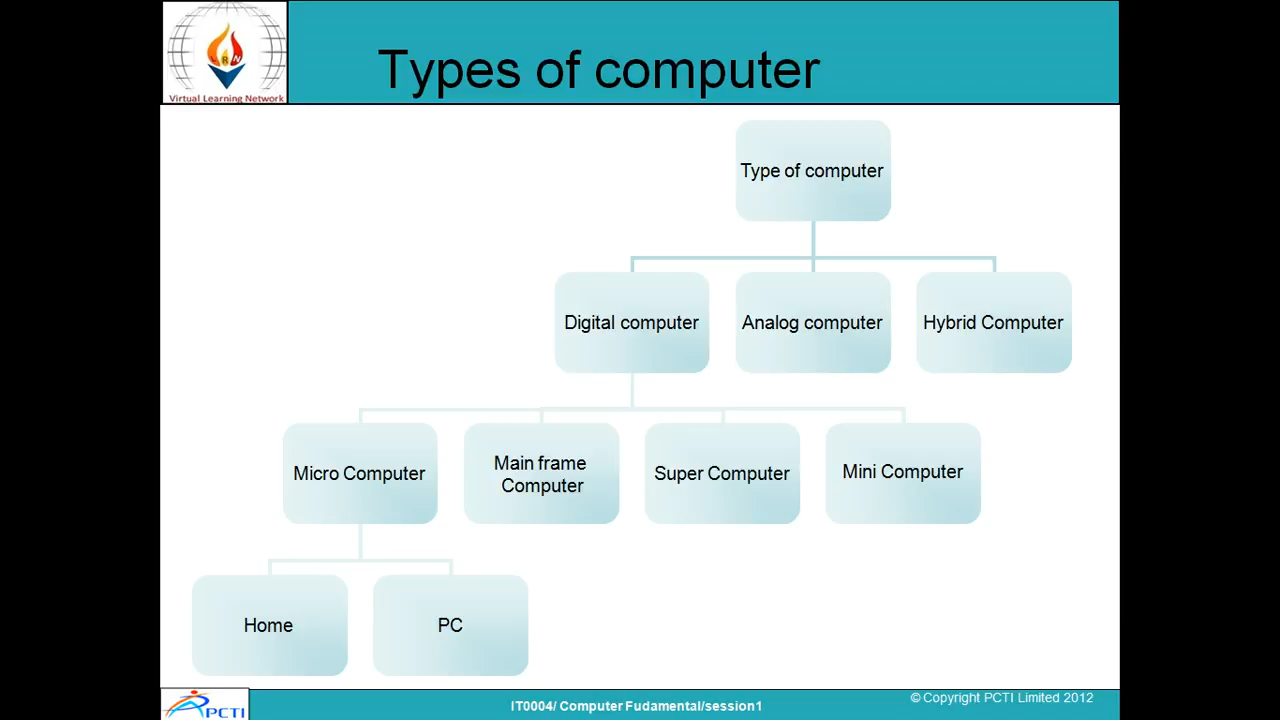 LRN
Virtual Learning Network
Types of computer
Type of computer
Digital computer
Analog computer
Hybrid Computer
Micro Computer
Main frame
Computer
Super Computer
Mini Computer
Home
PC
PCTI
IT0004/ Computer Fudamental/session1
© Copyright PCTI Limited 2012